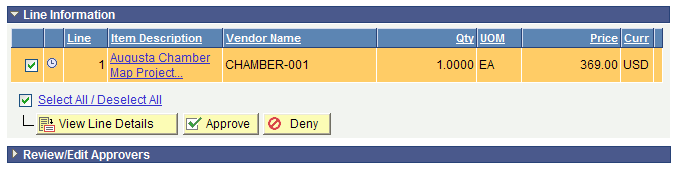 Line Information
Line Item Description Vendor Name Qty UOM Price Curr
1 Augusta Chamber Map Project... CHAMBER-001 1.0000 EA 369.00 USD
Select All / Deselect All
View Line Details Approve Deny
Review/Edit Approvers